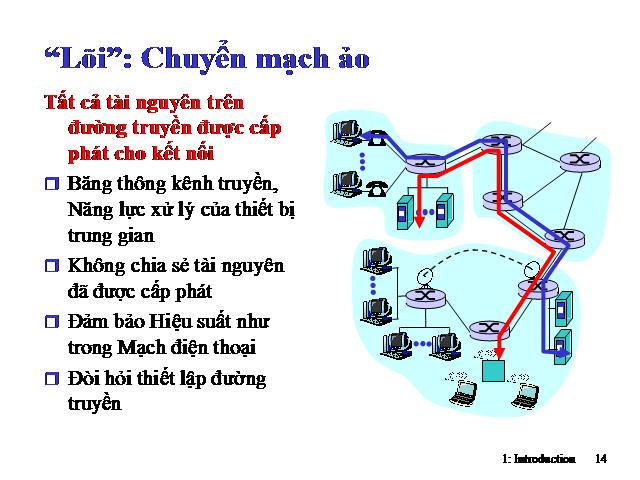 “Lõi”: Chuyển mạch ảo
Tất cả tài nguyên trên
đường truyền được cấp
phát cho kết nối
Băng thông kênh truyền,
Năng lực xử lý của thiết bị
trung gian
Không chia sẻ tài nguyên
đã được cấp phát
Đảm bảo Hiệu suất như
trong Mạch điện thoại
Đòi hỏi thiết lập đường
truyền
1: Introduction 14